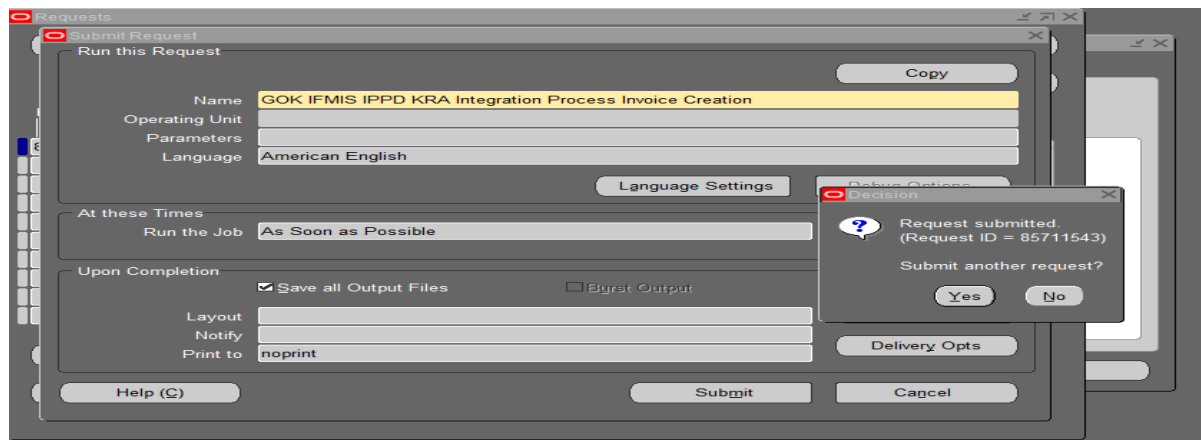 Requests
Submit Request
Run this Request
Copy
Name GOK IFMIS IPPD KRA Integration Process Invoice Creation
Operating Unit
Parameters
Language American English
Language Settings
Debug Options
At these Times
Run the Job As Soon as Possible
Decision
Request submitted.
(Request ID = 85711543)
Submit another request?
Yes No
Upon Completion
Save all Output Files Burst Output
Layout
Notify
Print to noprint
Delivery Opts
Help (C) Submit Cancel